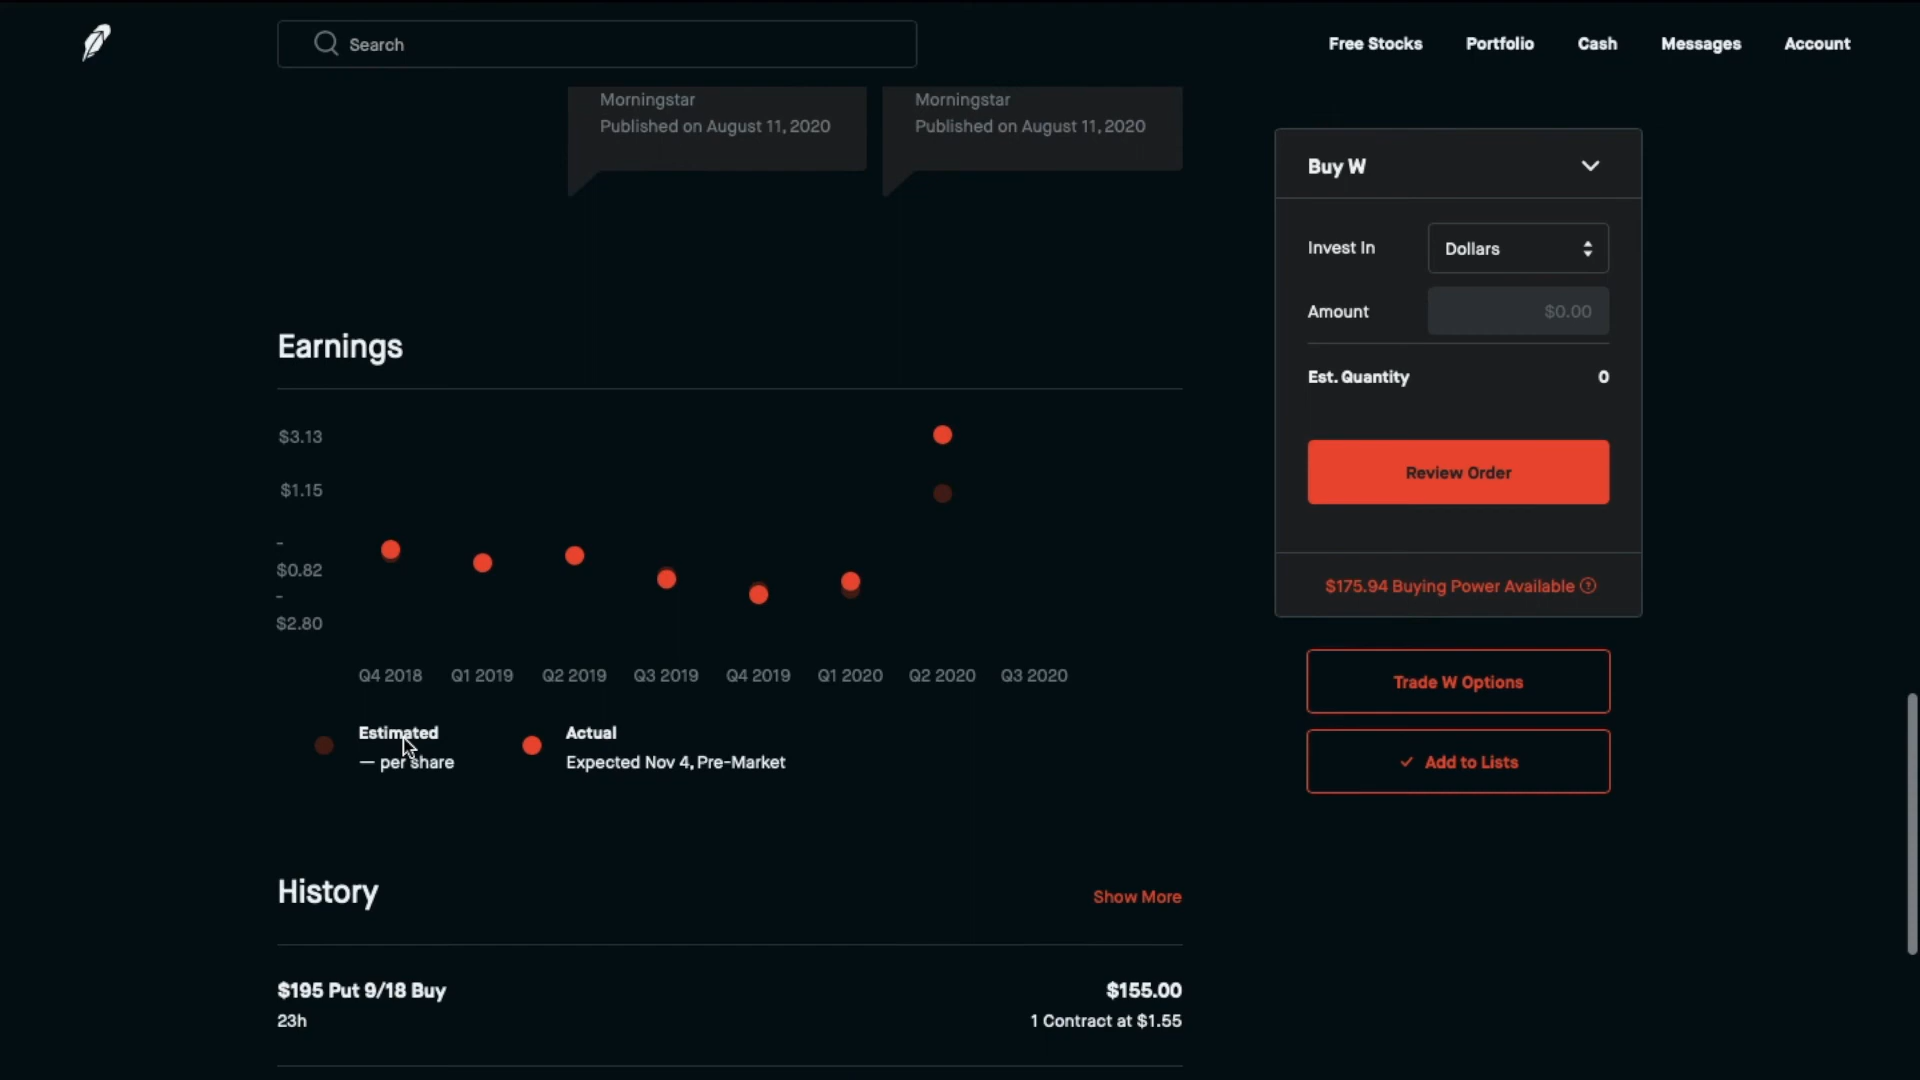 Search
Free Stocks
Portfolio
Cash
Messages
Account
Morningstar
Published on August 11, 2020
Morningstar
Published on August 11, 2020
Buy W
Invest In
Dollars
Amount
$0.00
Est. Quantity
0
Review Order
$175.94 Buying Power Available
Trade W Options
Add to Lists
Earnings
$3.13
$1.15
-
$0.82
-
$2.80
Q4 2018
Q1 2019
Q2 2019
Q3 2019
Q4 2019
Q1 2020
Q2 2020
Q3 2020
Estimated
— per share
Actual
Expected Nov 4, Pre-Market
History
Show More
$195 Put 9/18 Buy
$155.00
23h
1 Contract at $1.55